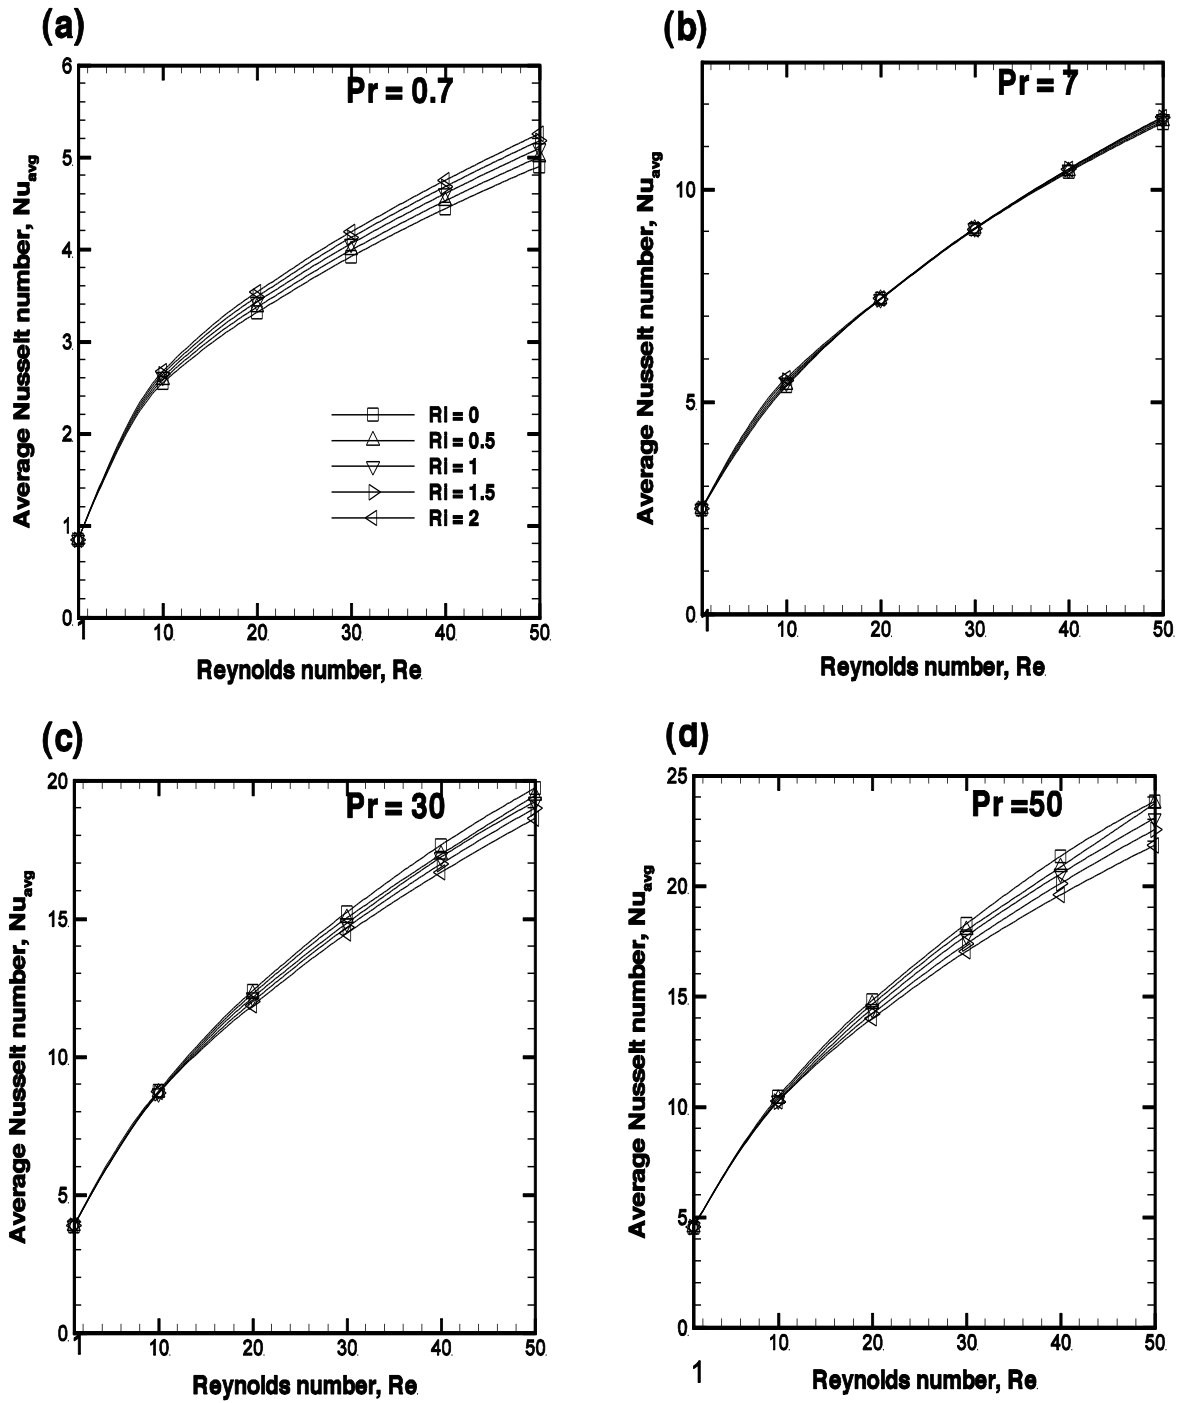 (a)
Pr = 0.7
6
5
4
3
2
1
0
Average Nusselt number, Nuavg
RI = 0
RI = 0.5
RI = 1
RI = 1.5
RI = 2
1 10 20 30 40 50
Reynolds number, Re
(b)
Pr = 7
10
5
0
Average Nusselt number, Nuavg
1 10 20 30 40 50
Reynolds number, Re
(c)
Pr = 30
20
15
10
5
0
Average Nusselt number, Nuavg
1 10 20 30 40 50
Reynolds number, Re
(d)
Pr =50
25
20
15
10
5
0
Average Nusselt number, Nuavg
10 20 30 40 50
1
Reynolds number, Re